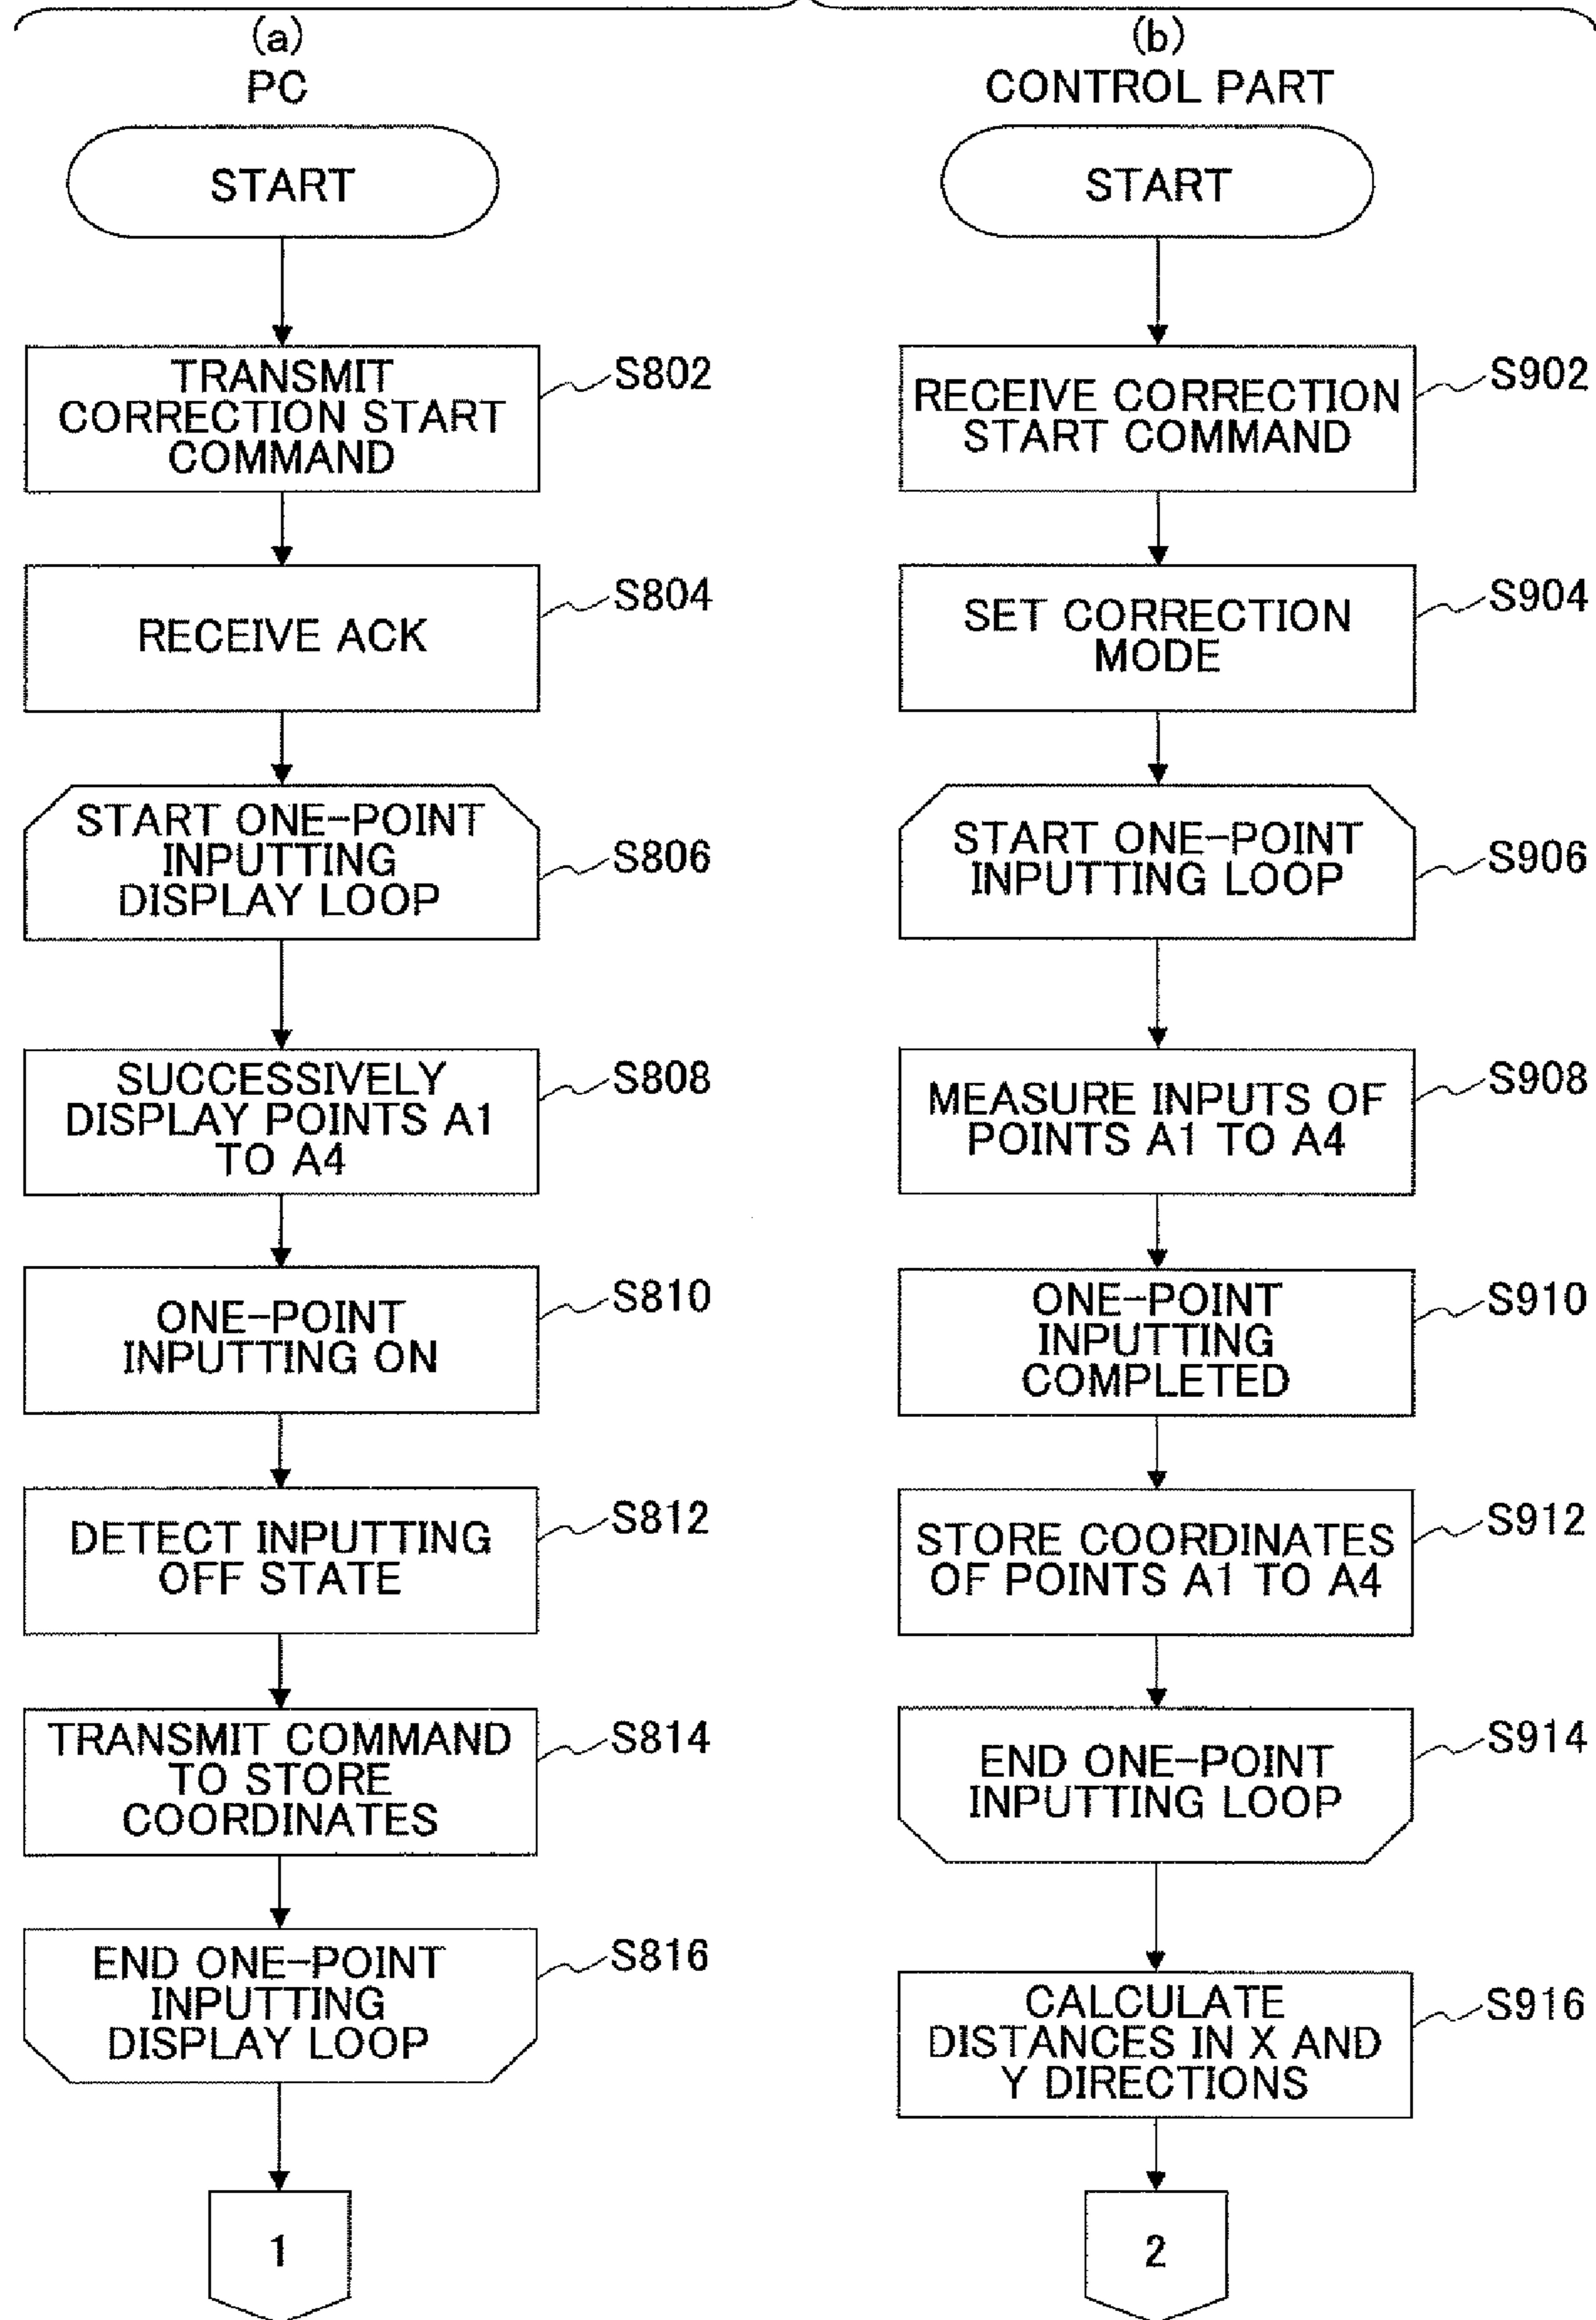 (a)
PC
START
TRANSMIT
CORRECTION START
COMMAND
S802
RECEIVE ACK
S804
START ONE-POINT
INPUTTING
DISPLAY LOOP
S806
SUCCESSIVELY
DISPLAY POINTS A1
TO A4
S808
ONE-POINT
INPUTTING ON
S810
DETECT INPUTTING
OFF STATE
S812
TRANSMIT COMMAND
TO STORE
COORDINATES
S814
END ONE-POINT
INPUTTING
DISPLAY LOOP
S816
1
(b)
CONTROL PART
START
RECEIVE CORRECTION
START COMMAND
S902
SET CORRECTION
MODE
S904
START ONE-POINT
INPUTTING LOOP
S906
MEASURE INPUTS OF
POINTS A1 TO A4
S908
ONE-POINT
INPUTTING
COMPLETED
S910
STORE COORDINATES
OF POINTS A1 TO A4
S912
END ONE-POINT
INPUTTING LOOP
S914
CALCULATE
DISTANCES IN X AND
Y DIRECTIONS
S916
2